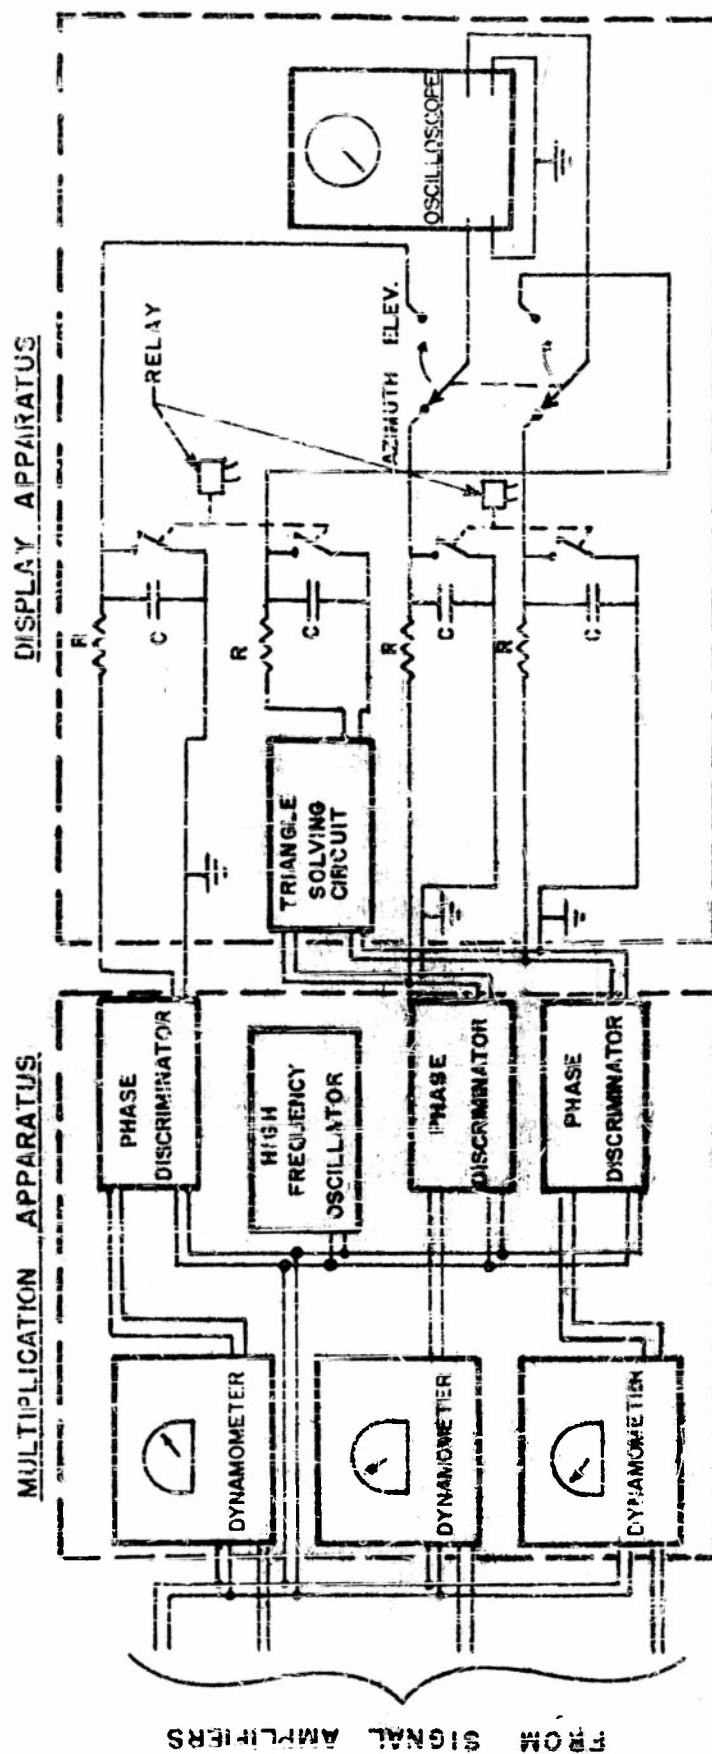 MULTIPLICATION APPARATUS
DISPLAY APPARATUS
FROM SIGNAL AMPLIFIERS
DYNAMOMETER
DYNAMOMETER
DYNAMOMETER
PHASE
DISCRIMINATOR
HIGH
FREQUENCY
OSCILLATOR
PHASE
DISCRIMINATOR
PHASE
DISCRIMINATOR
TRIANGLE
SOLVING
CIRCUIT
R
C
R
C
R
C
R
C
RELAY
AZIMUTH ELEV.
OSCILLOSCOPE